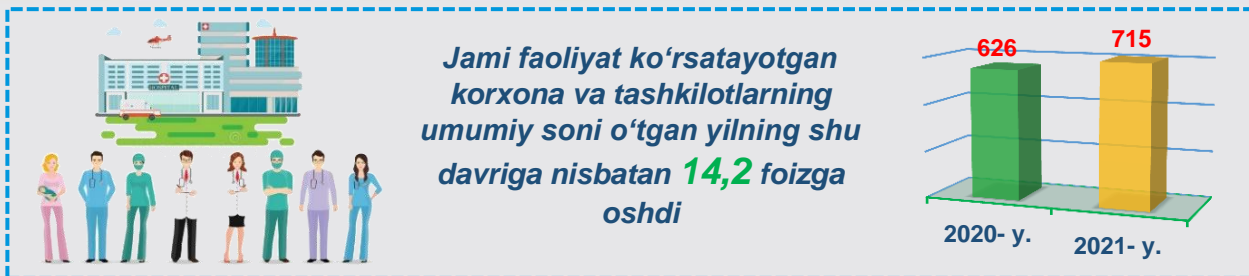 HOSPITAL
Jami faoliyat ko‘rsatayotgan
korxona va tashkilotlarning
umumiy soni o‘tgan yilning shu
davriga nisbatan 14,2 foizga
oshdi
626
715
2020- y.
2021- y.